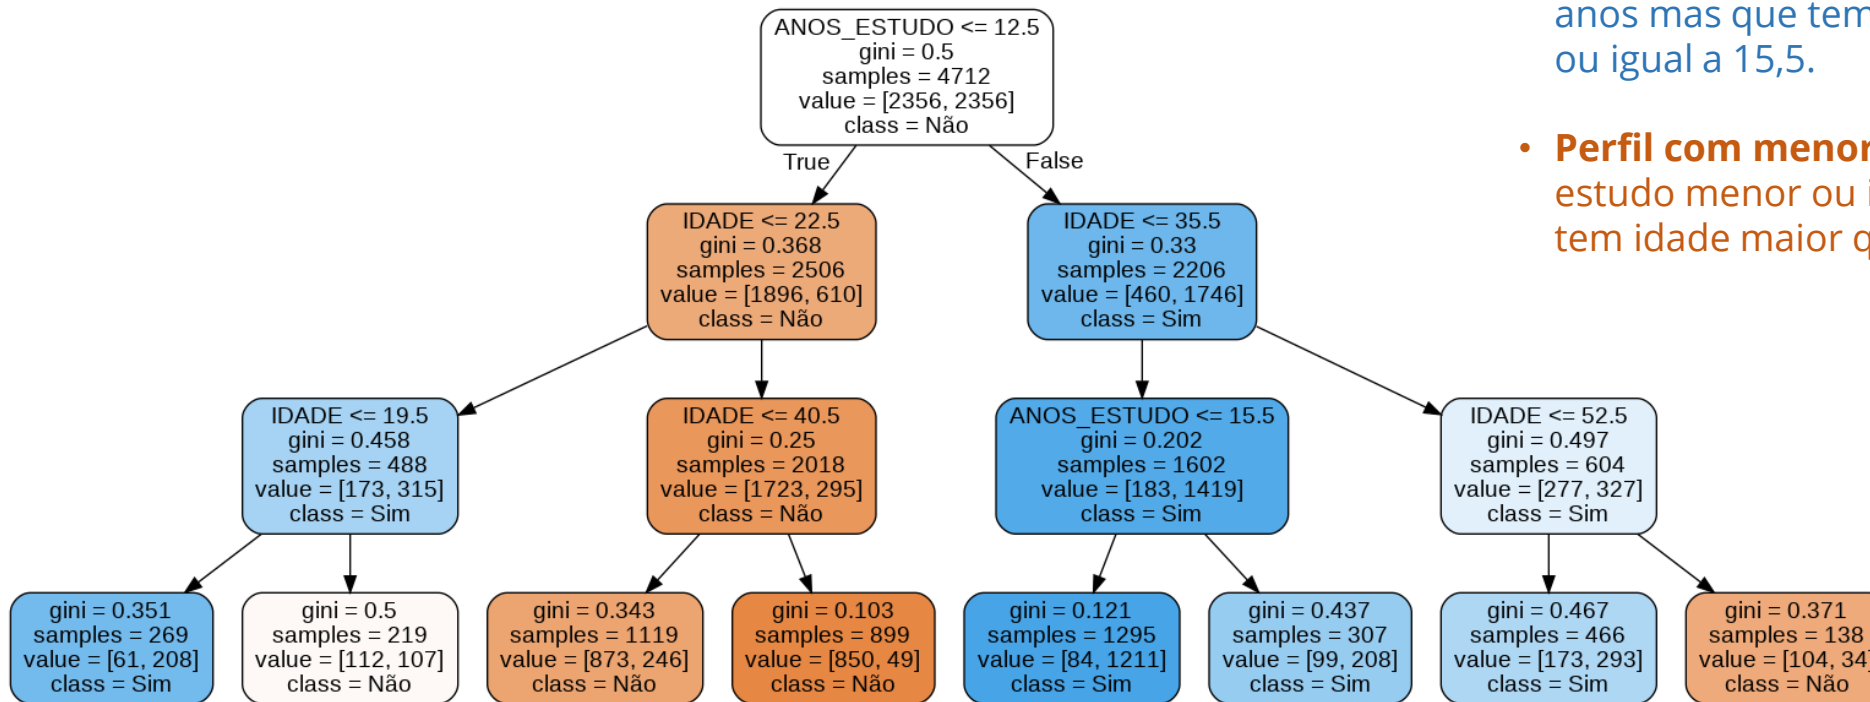 ANOS_ESTUDO <= 12.5
gini = 0.5
samples = 4712
value = [2356, 2356]
class = Não
True
False
IDADE <= 22.5
gini = 0.368
samples = 2506
value = [1896, 610]
class = Não
IDADE <= 35.5
gini = 0.33
samples = 2206
value = [460, 1746]
class = Sim
IDADE <= 19.5
gini = 0.458
samples = 488
value = [173, 315]
class = Sim
IDADE <= 40.5
gini = 0.25
samples = 2018
value = [1723, 295]
class = Não
ANOS_ESTUDO <= 15.5
gini = 0.202
samples = 1602
value = [183, 1419]
class = Sim
IDADE <= 52.5
gini = 0.497
samples = 604
value = [277, 327]
class = Sim
gini = 0.351
samples = 269
value = [61, 208]
class = Sim
gini = 0.5
samples = 219
value = [112, 107]
class = Não
gini = 0.343
samples = 1119
value = [873, 246]
class = Não
gini = 0.103
samples = 899
value = [850, 49]
class = Não
gini = 0.121
samples = 1295
value = [84, 1211]
class = Sim
gini = 0.437
samples = 307
value = [99, 208]
class = Sim
gini = 0.467
samples = 466
value = [173, 293]
class = Sim
gini = 0.371
samples = 138
value = [104, 34]
class = Não
anos mas que tem
ou igual a 15,5.
• Perfil com menor
estudo menor ou
tem idade maior